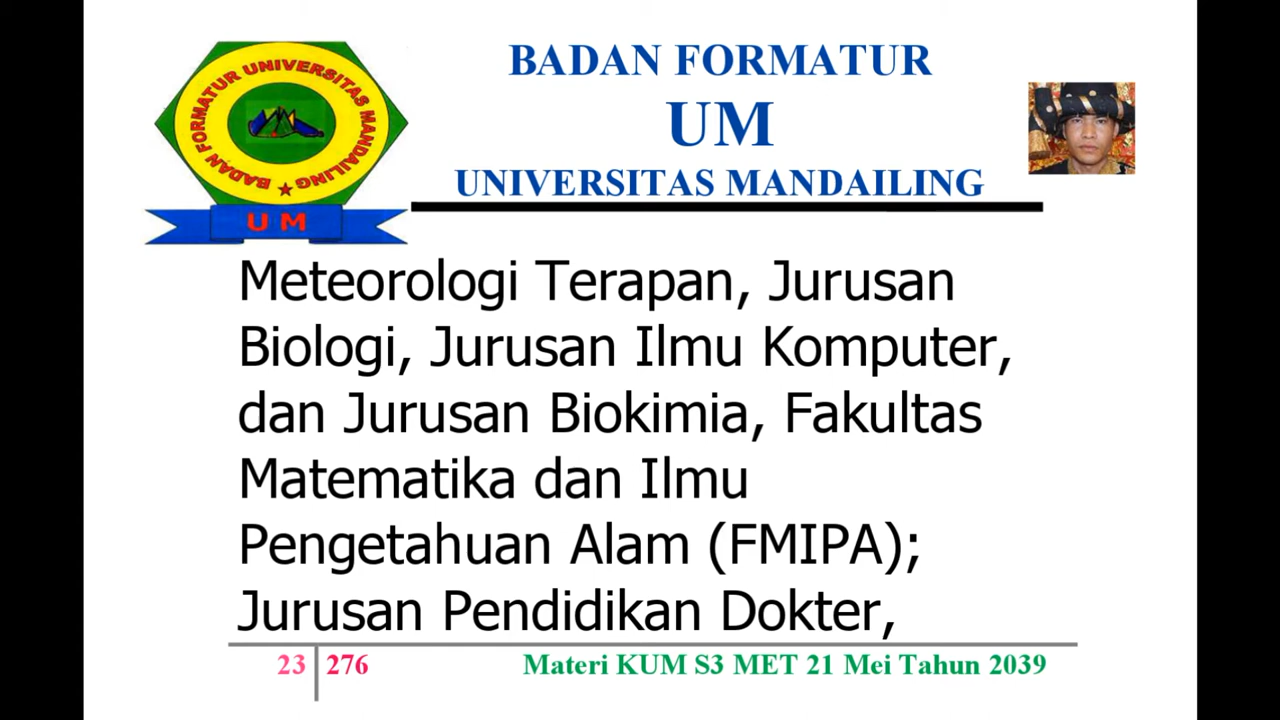 BADAN FORMATUR UNIVERSITAS MANDAILING
U M
BADAN FORMATUR
UM
UNIVERSITAS MANDAILING
Meteorologi Terapan, Jurusan
Biologi, Jurusan Ilmu Komputer,
dan Jurusan Biokimia, Fakultas
Matematika dan Ilmu
Pengetahuan Alam (FMIPA);
Jurusan Pendidikan Dokter,
23 276 Materi KUM S3 MET 21 Mei Tahun 2039